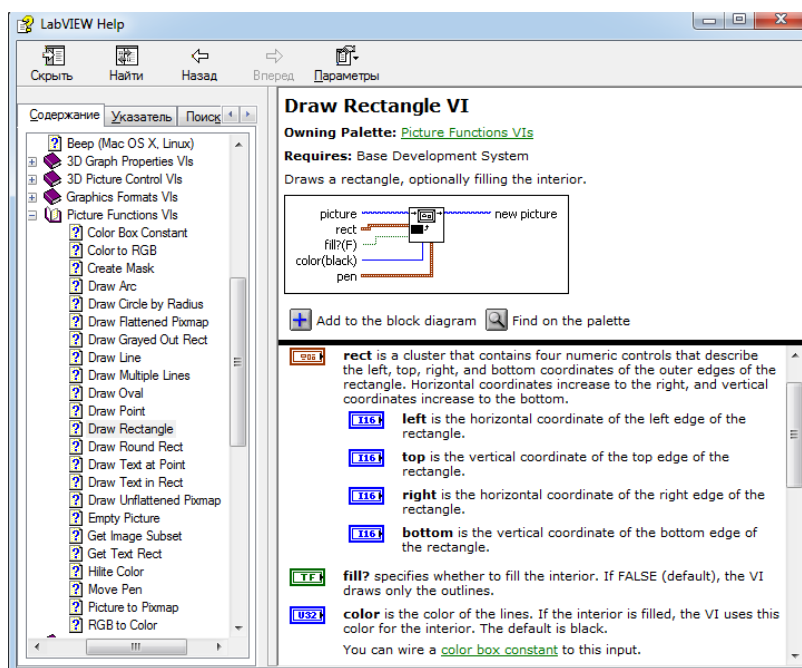 LabVIEW Help
Скрыть Найти Назад Вперед Параметры
Содержание Указатель Поиск
Beep (Mac OS X, Linux)
3D Graph Properties VIs
3D Picture Control VIs
Graphics Formats VIs
Picture Functions VIs
Color Box Constant
Color to RGB
Create Mask
Draw Arc
Draw Circle by Radius
Draw Flattened Pixmap
Draw Grayed Out Rect
Draw Line
Draw Multiple Lines
Draw Oval
Draw Point
Draw Rectangle
Draw Round Rect
Draw Text at Point
Draw Text in Rect
Draw Unflattened Pixmap
Empty Picture
Get Image Subset
Get Text Rect
Hilite Color
Move Pen
Picture to Pixmap
RGB to Color
Draw Rectangle VI
Owning Palette: Picture Functions VIs
Requires: Base Development System
Draws a rectangle, optionally filling the interior.
picture new picture
rect
fill?(F)
color(black)
pen
Add to the block diagram Find on the palette
rect is a cluster that contains four numeric controls that describe
the left, top, right, and bottom coordinates of the outer edges of the
rectangle. Horizontal coordinates increase to the right, and vertical
coordinates increase to the bottom.
I16 left is the horizontal coordinate of the left edge of the
rectangle.
I16 top is the vertical coordinate of the top edge of the
rectangle.
I16 right is the horizontal coordinate of the right edge of the
rectangle.
I16 bottom is the vertical coordinate of the bottom edge of
the rectangle.
TF fill? specifies whether to fill the interior. If FALSE (default), the VI
draws only the outlines.
U32 color is the color of the lines. If the interior is filled, the VI uses this
color for the interior. The default is black.
You can wire a color box constant to this input.